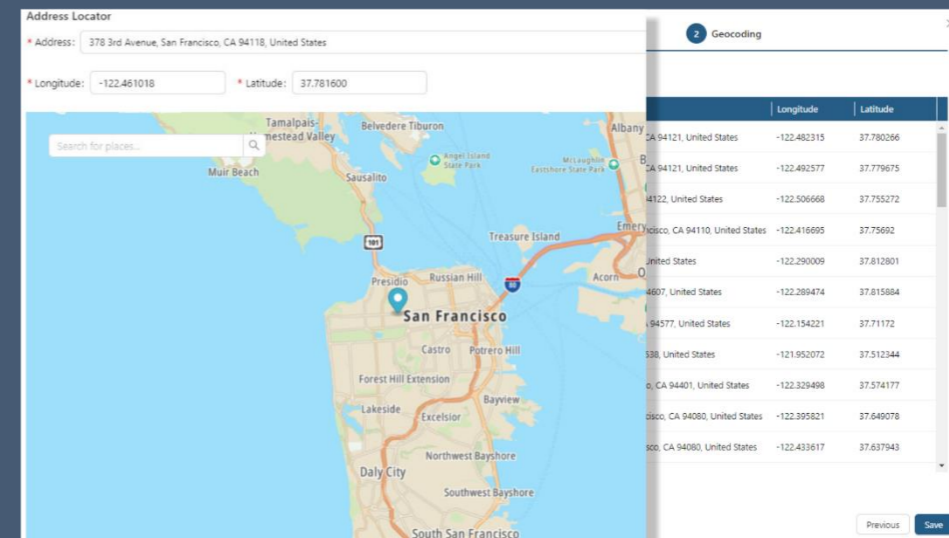 Address Locator
* Address: 378 3rd Avenue, San Francisco, CA 94118, United States
* Longitude: -122.461018 * Latitude: 37.781600
Search for places...
Tamalpais-
Homestead Valley
Belvedere Tiburon
Albany
Angel Island
State Park
McLaughlin
Eastshore State Park
Muir Beach
Sausalito
101
Treasure Island
Emery
Presidio
Russian Hill
80
Acorn
San Francisco
Castro
Potrero Hill
Forest Hill Extension
Bayview
Lakeside
Excelsior
Northwest Bayshore
Daly City
Southwest Bayshore
South San Francisco
2 Geocoding
Longitude Latitude
CA 94121, United States -122.482315 37.780266
CA 94121, United States -122.492577 37.779675
4122, United States -122.506668 37.755272
ncisco, CA 94110, United States -122.416695 37.75692
United States -122.290009 37.812801
4607, United States -122.289474 37.815884
94577, United States -122.154221 37.71172
538, United States -121.952072 37.512344
o, CA 94401, United States -122.329498 37.574177
cisco, CA 94080, United States -122.395821 37.649078
sco, CA 94080, United States -122.433617 37.637943
Previous Save